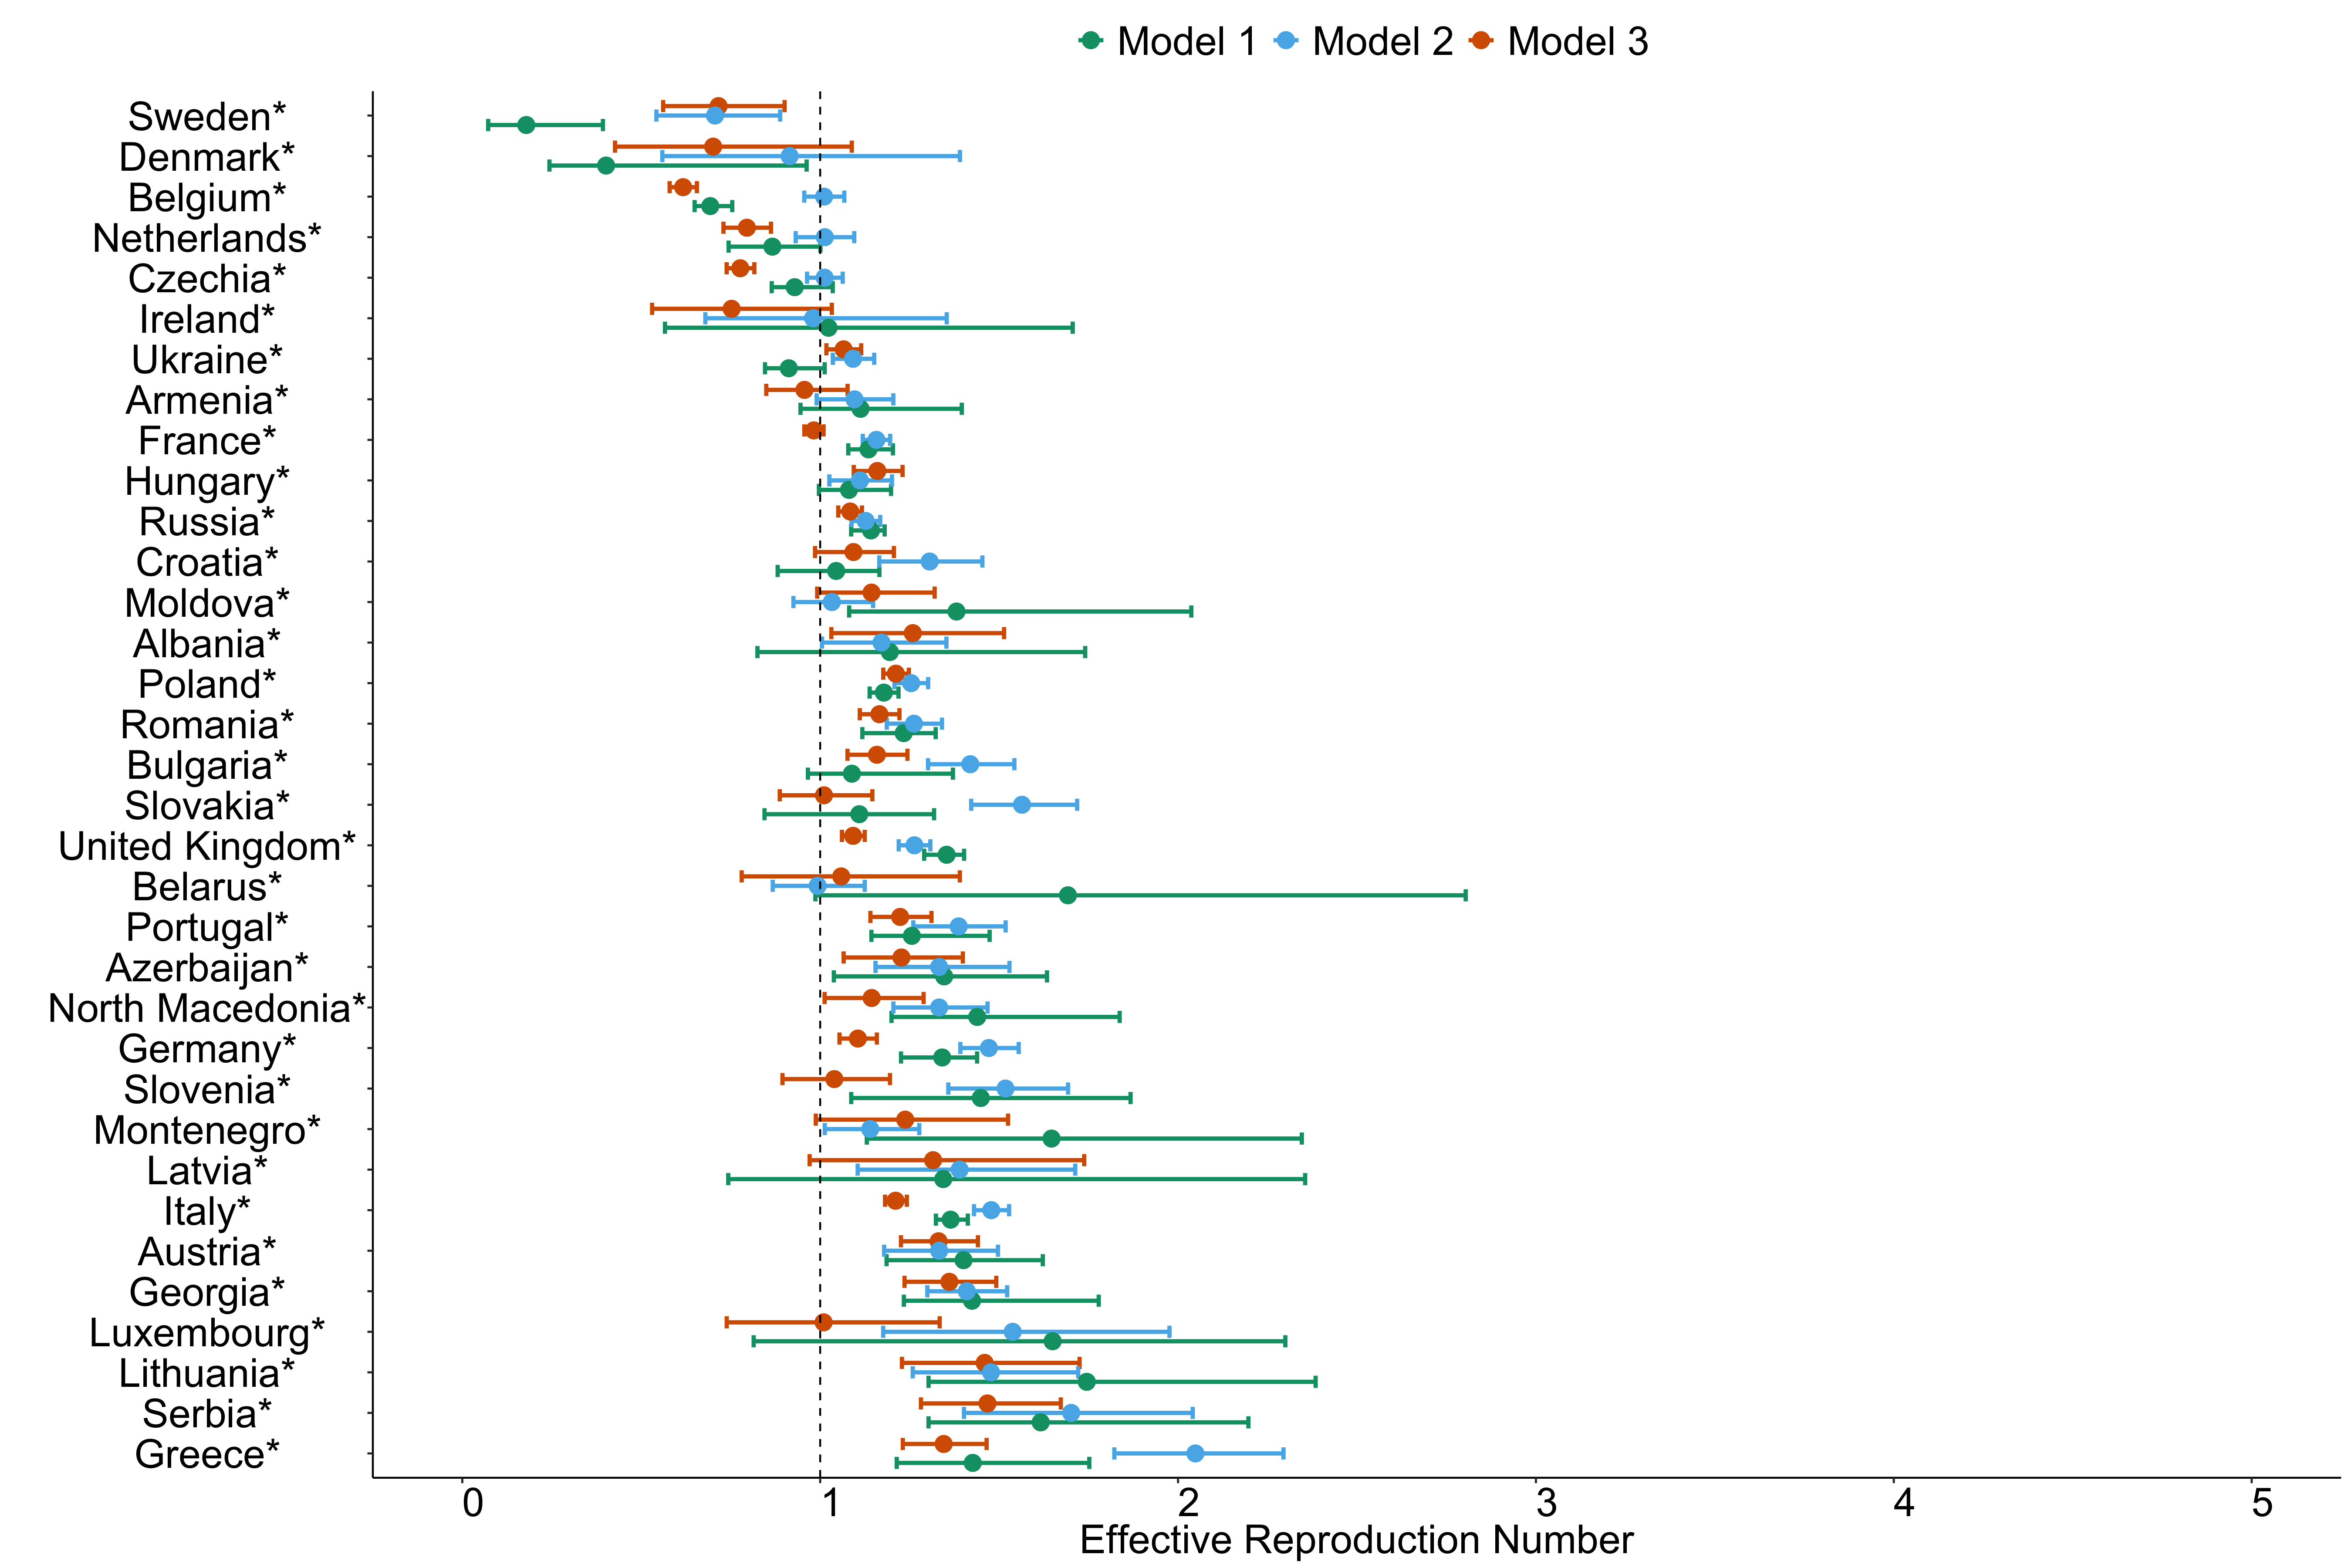 Model 1 Model 2 Model 3
Sweden*
Denmark*
Belgium*
Netherlands*
Czechia*
Ireland*
Ukraine*
Armenia*
France*
Hungary*
Russia*
Croatia*
Moldova*
Albania*
Poland*
Romania*
Bulgaria*
Slovakia*
United Kingdom*
Belarus*
Portugal*
Azerbaijan*
North Macedonia*
Germany*
Slovenia*
Montenegro*
Latvia*
Italy*
Austria*
Georgia*
Luxembourg*
Lithuania*
Serbia*
Greece*
0 1 2 3 4 5
Effective Reproduction Number